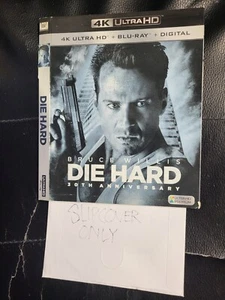 4K ULTRA HD
4K ULTRA HD + BLU-RAY + DIGITAL
DIE HARD
BRUCE WILLIS
DIE HARD
30TH ANNIVERSARY
SLIPCOVER
ONLY